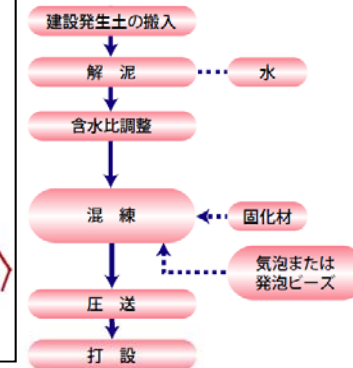 建設発生土の搬入
解 泥
水
含水比調整
混 練
固化材
気泡または
発泡ビーズ
圧 送
打 設